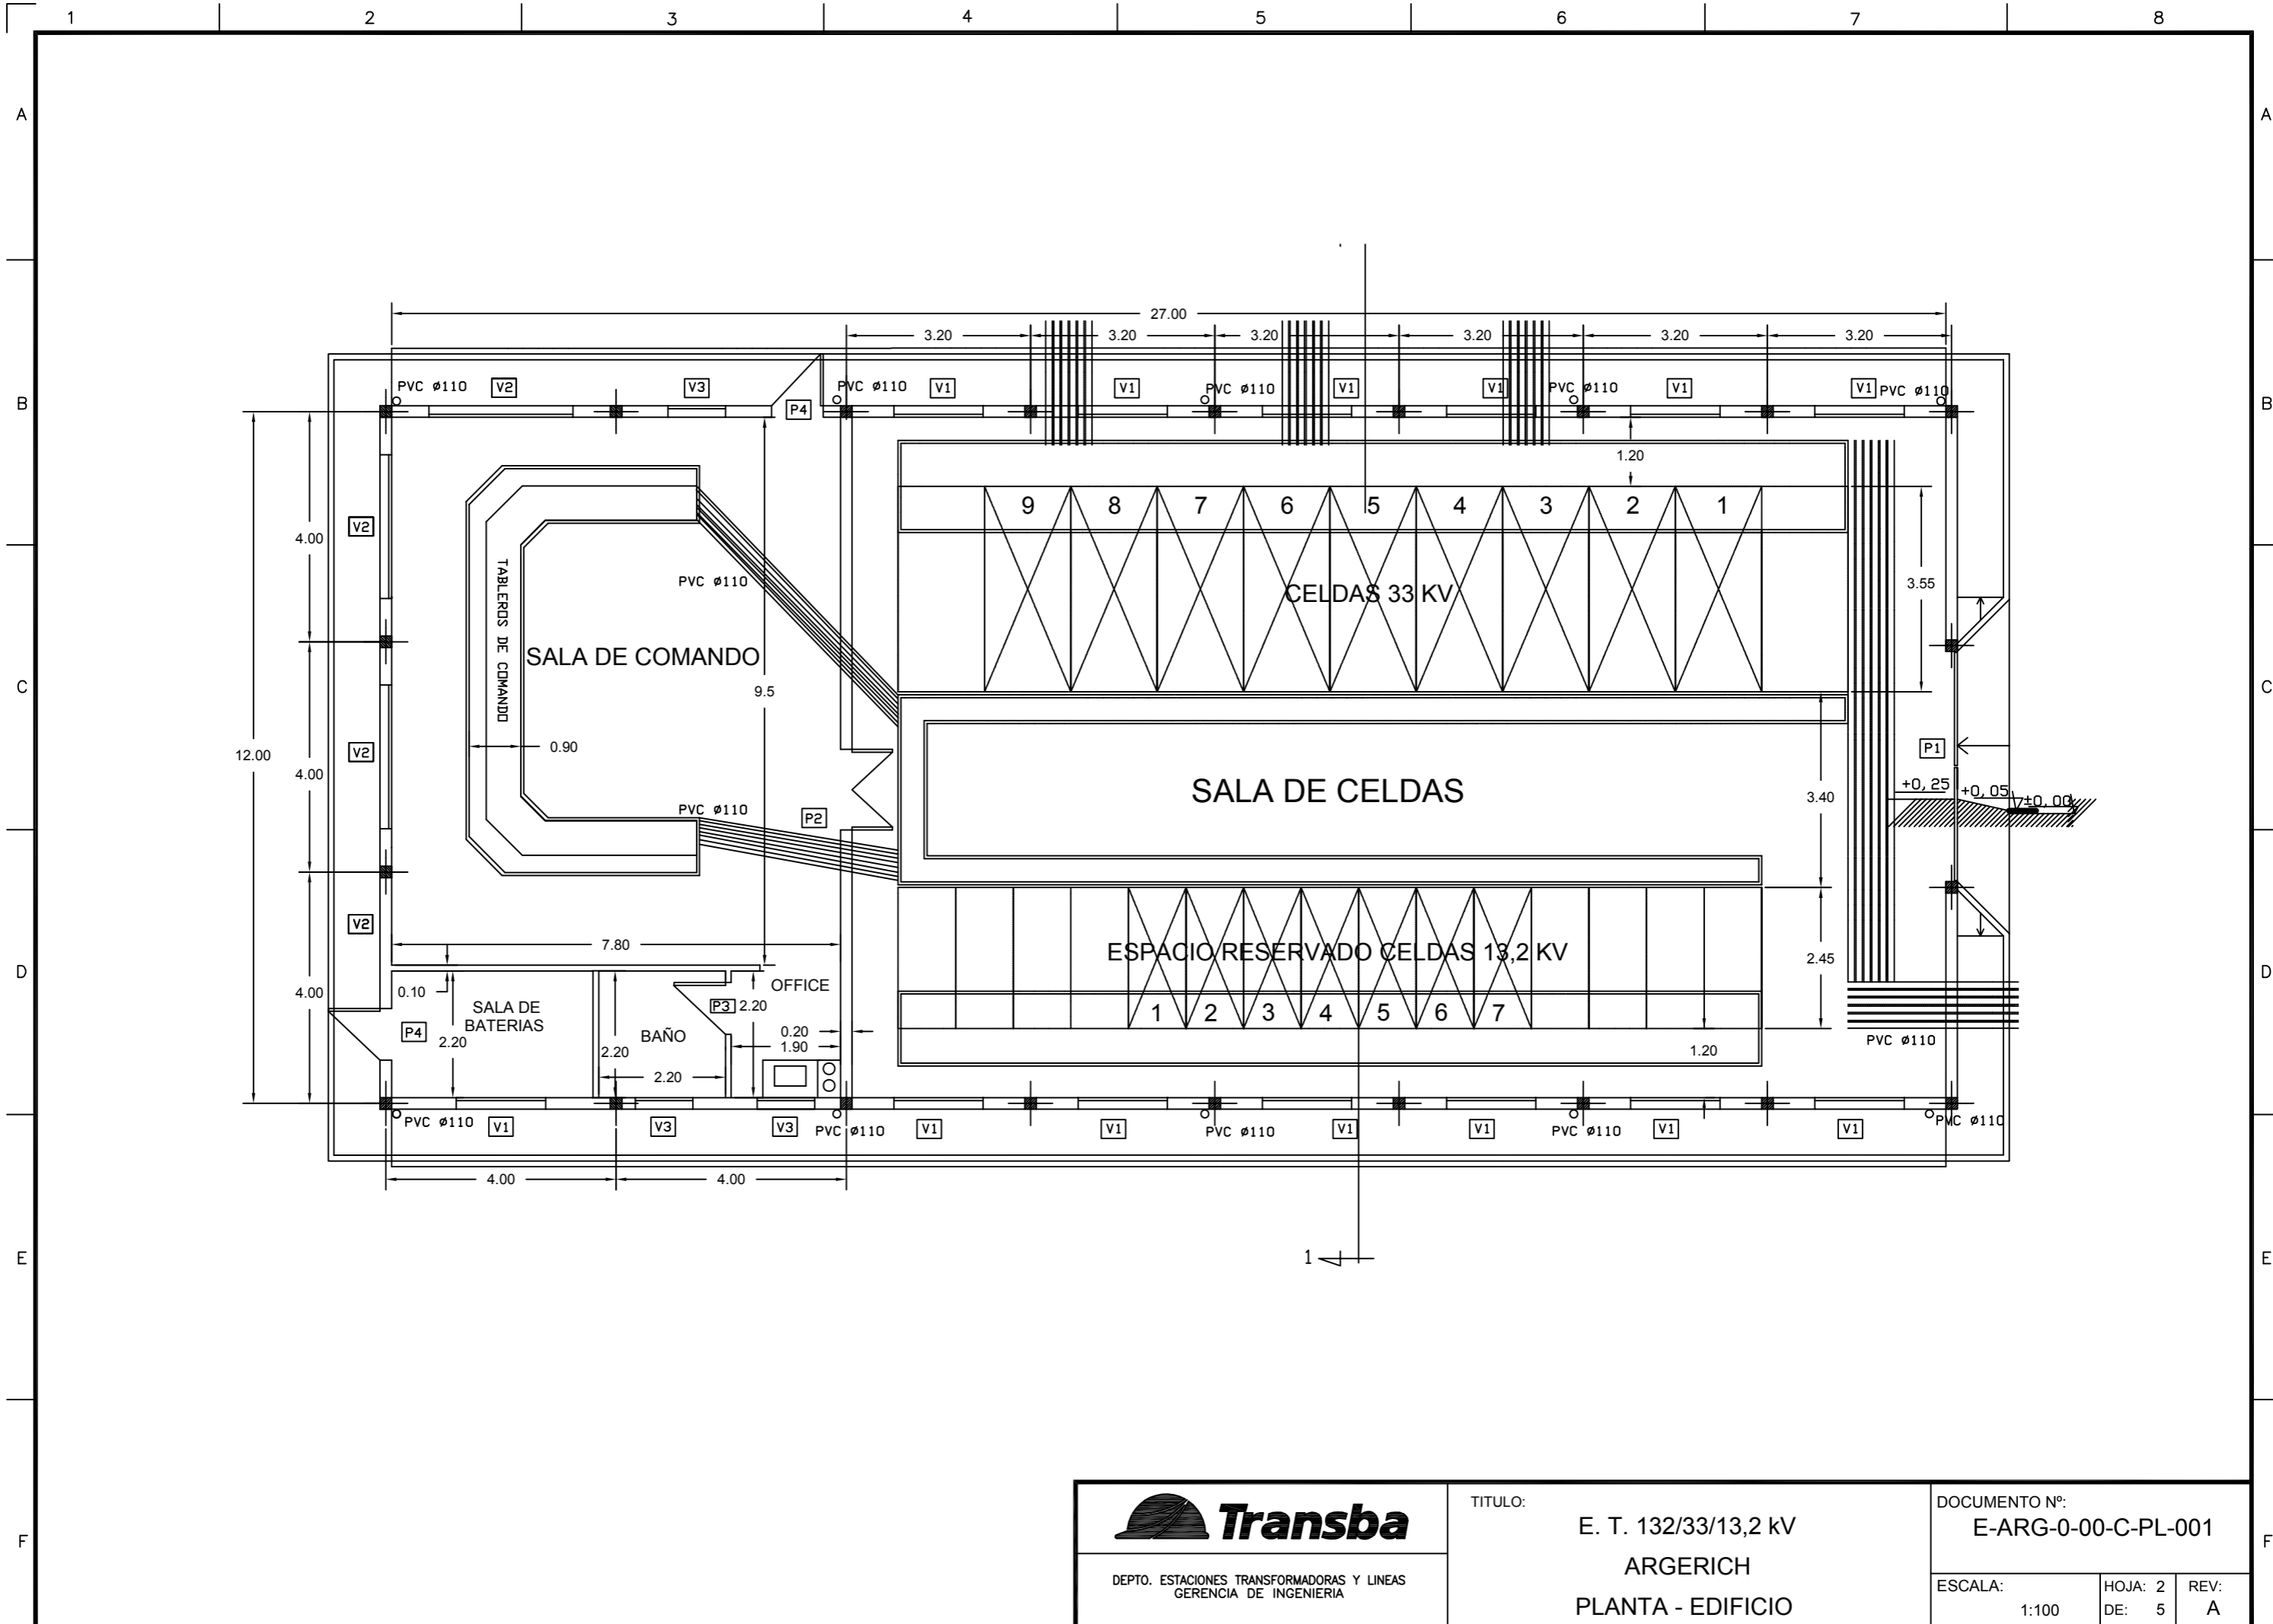 1 2 3 4 5 6 7 8
A A
27.00
3.20 3.20 3.20 3.20 3.20 3.20
B B
PVC ø110 V2 V3 P4 PVC ø110 V1 V1 PVC ø110 V1 V1 PVC ø110 V1 V1 PVC ø110
1.20
9 8 7 6 5 4 3 2 1
V2
4.00
PVC ø110
CELDAS 33 KV
3.55
TABLEROS DE COMANDO
SALA DE COMANDO
C C
9.5
12.00
4.00
V2
0.90
P1
SALA DE CELDAS
+0,25
+0,05
±0,00
3.40
PVC ø110
P2
V2
7.80
ESPACIO RESERVADO CELDAS 13,2 KV
2.45
D D
4.00
0.10
OFFICE
SALA DE
BATERIAS
P3 2.20
1 2 3 4 5 6 7
P4
2.20
BAÑO
0.20
1.90
PVC ø110
2.20
1.20
2.20
PVC ø110 V1 V3 V3 PVC ø110 V1 V1 PVC ø110 V1 V1 PVC ø110 V1 V1 PVC ø110
4.00 4.00
E E
1
F F
Transba
DEPTO. ESTACIONES TRANSFORMADORAS Y LINEAS
GERENCIA DE INGENIERIA
TITULO:
E. T. 132/33/13,2 kV
ARGERICH
PLANTA - EDIFICIO
DOCUMENTO Nº:
E-ARG-0-00-C-PL-001
ESCALA:
1:100
HOJA: 2
DE: 5
REV:
A